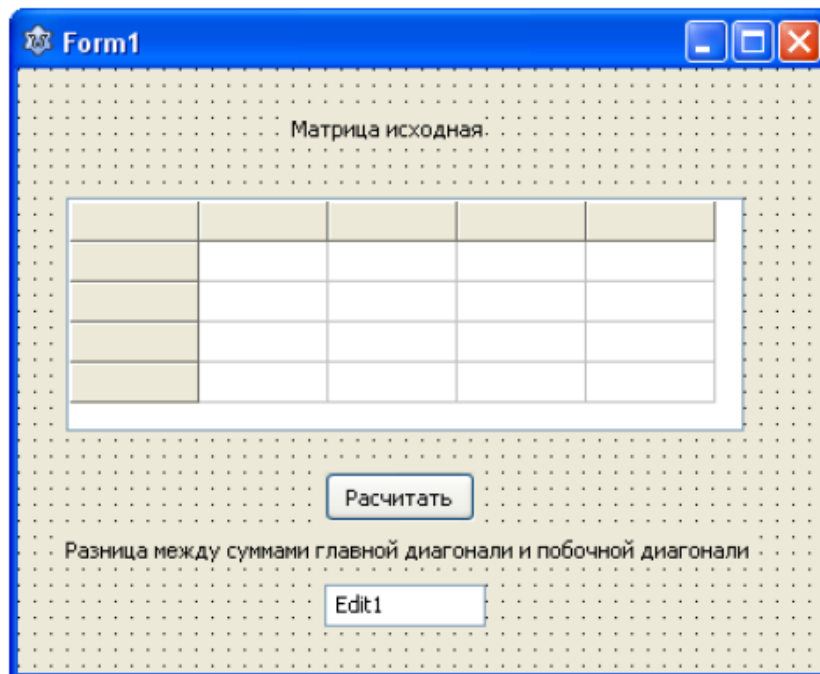 Form1
Матрица исходная
Расчитать
Разница между суммами главной диагонали и побочной диагонали
Edit1